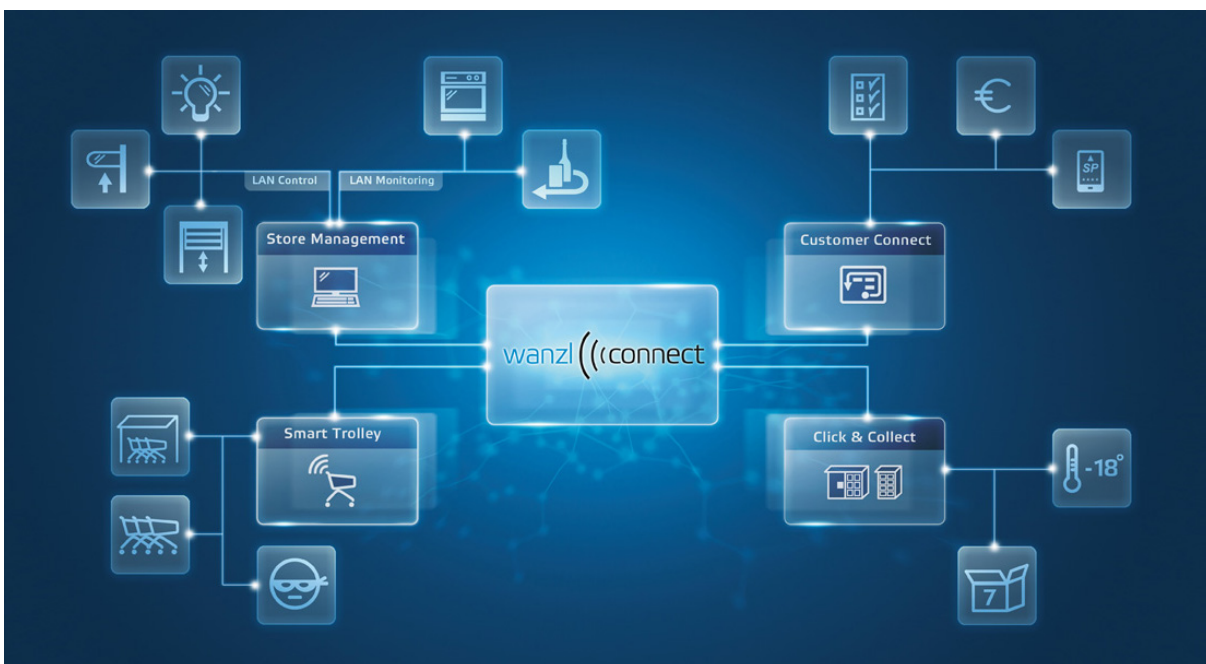 LAN Control
LAN Monitoring
SP
Store Management
Customer Connect
wanzl connect
Smart Trolley
Click & Collect
-18°
7
€